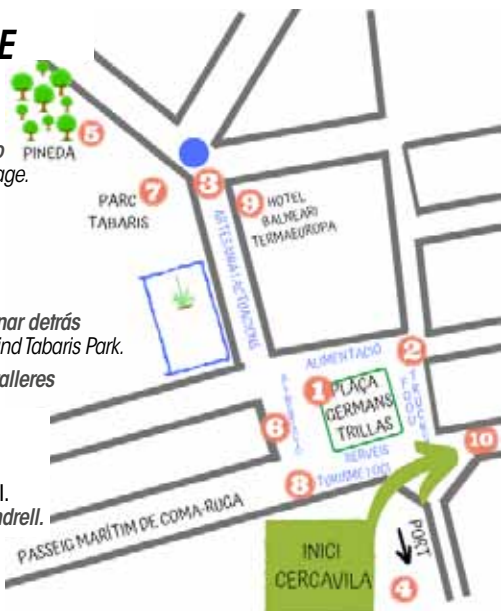 E
PINEDA
5
age.
PARC
TABARIS
7
3
9
HOTEL
BALNEARI
TERMAEUROPA
ARTESANIA I ACTUACIONS
nar detrás
ind Tabaris Park.
alleres
ALIMENTACIÓ
2
1
PLAÇA
GERMANS
TRILLAS
FOOD
TRUCKS
6
SERVEIS
TURISME I OCI
8
10
l.
ndrell.
PASSEIG MARÍTIM DE COMA-RUGA
INICI
CERCAVILA
PORT
4